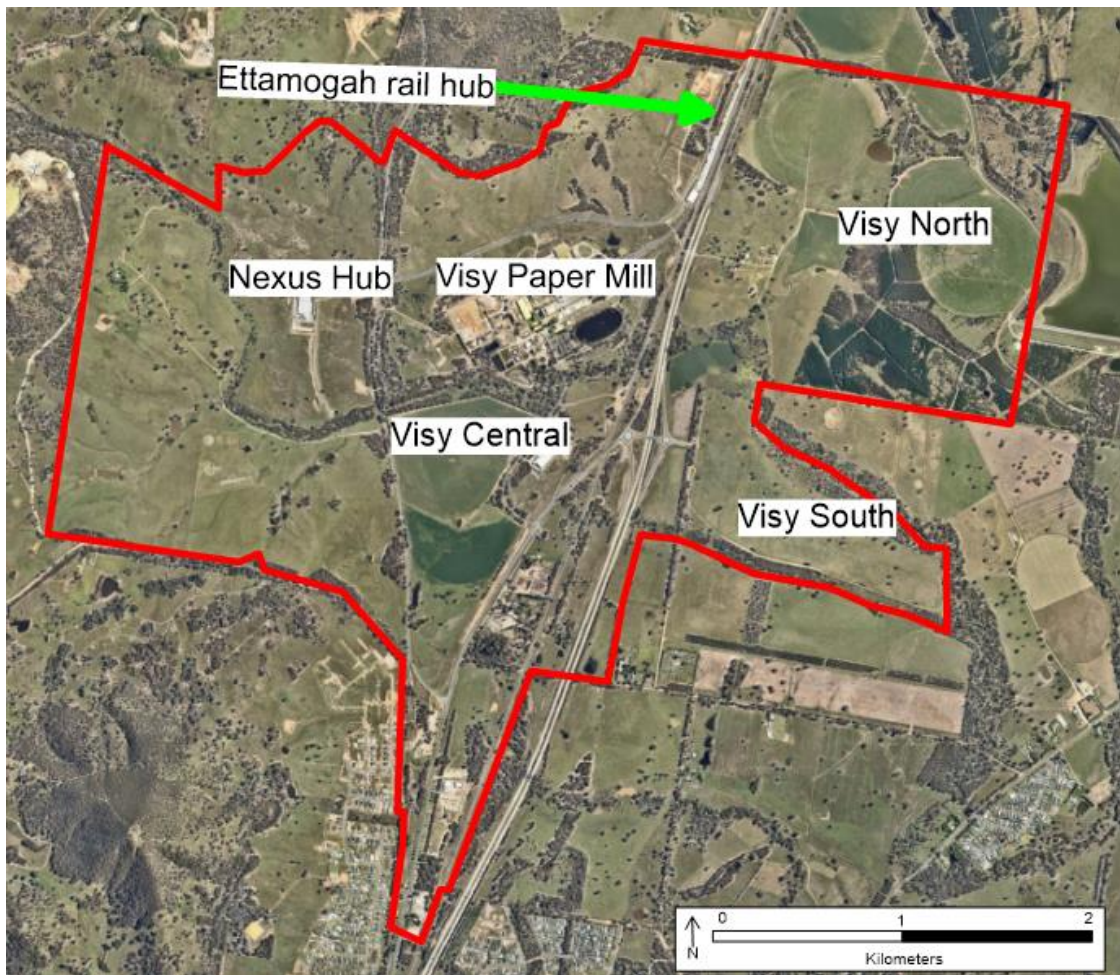 Ettamogah rail hub
Visy North
Nexus Hub
Visy Paper Mill
Visy Central
Visy South
0 1 2
N
Kilometers